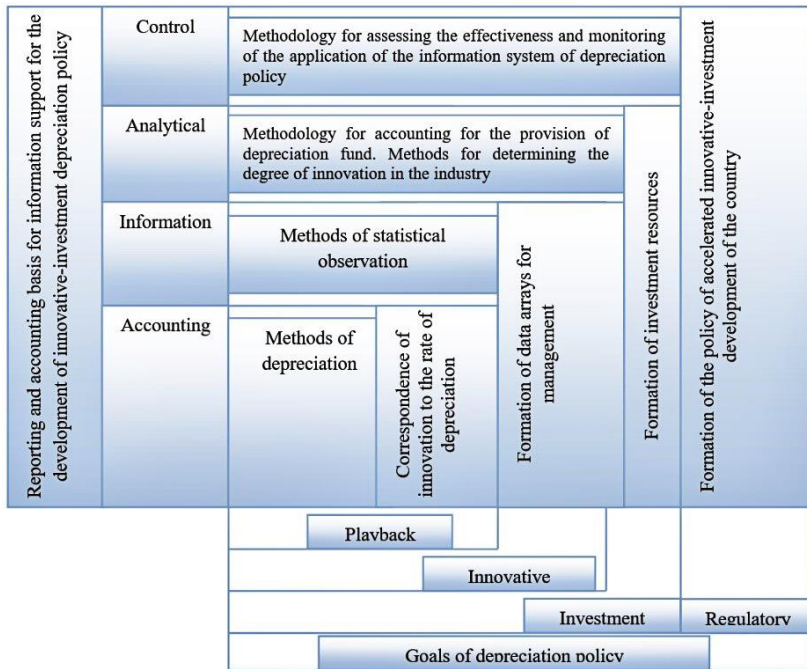 Reporting and accounting basis for information support for the
development of innovative-investment depreciation policy
Control
Methodology for assessing the effectiveness and monitoring
of the application of the information system of depreciation
policy
Analytical
Methodology for accounting for the provision of
depreciation fund. Methods for determining the
degree of innovation in the industry
Information
Methods of statistical
observation
Accounting
Methods of
depreciation
Correspondence of
innovation to the rate of
depreciation
Formation of data arrays for
management
Formation of investment resources
Formation of the policy of accelerated innovative-investment
development of the country
Playback
Innovative
Investment
Regulatory
Goals of depreciation policy